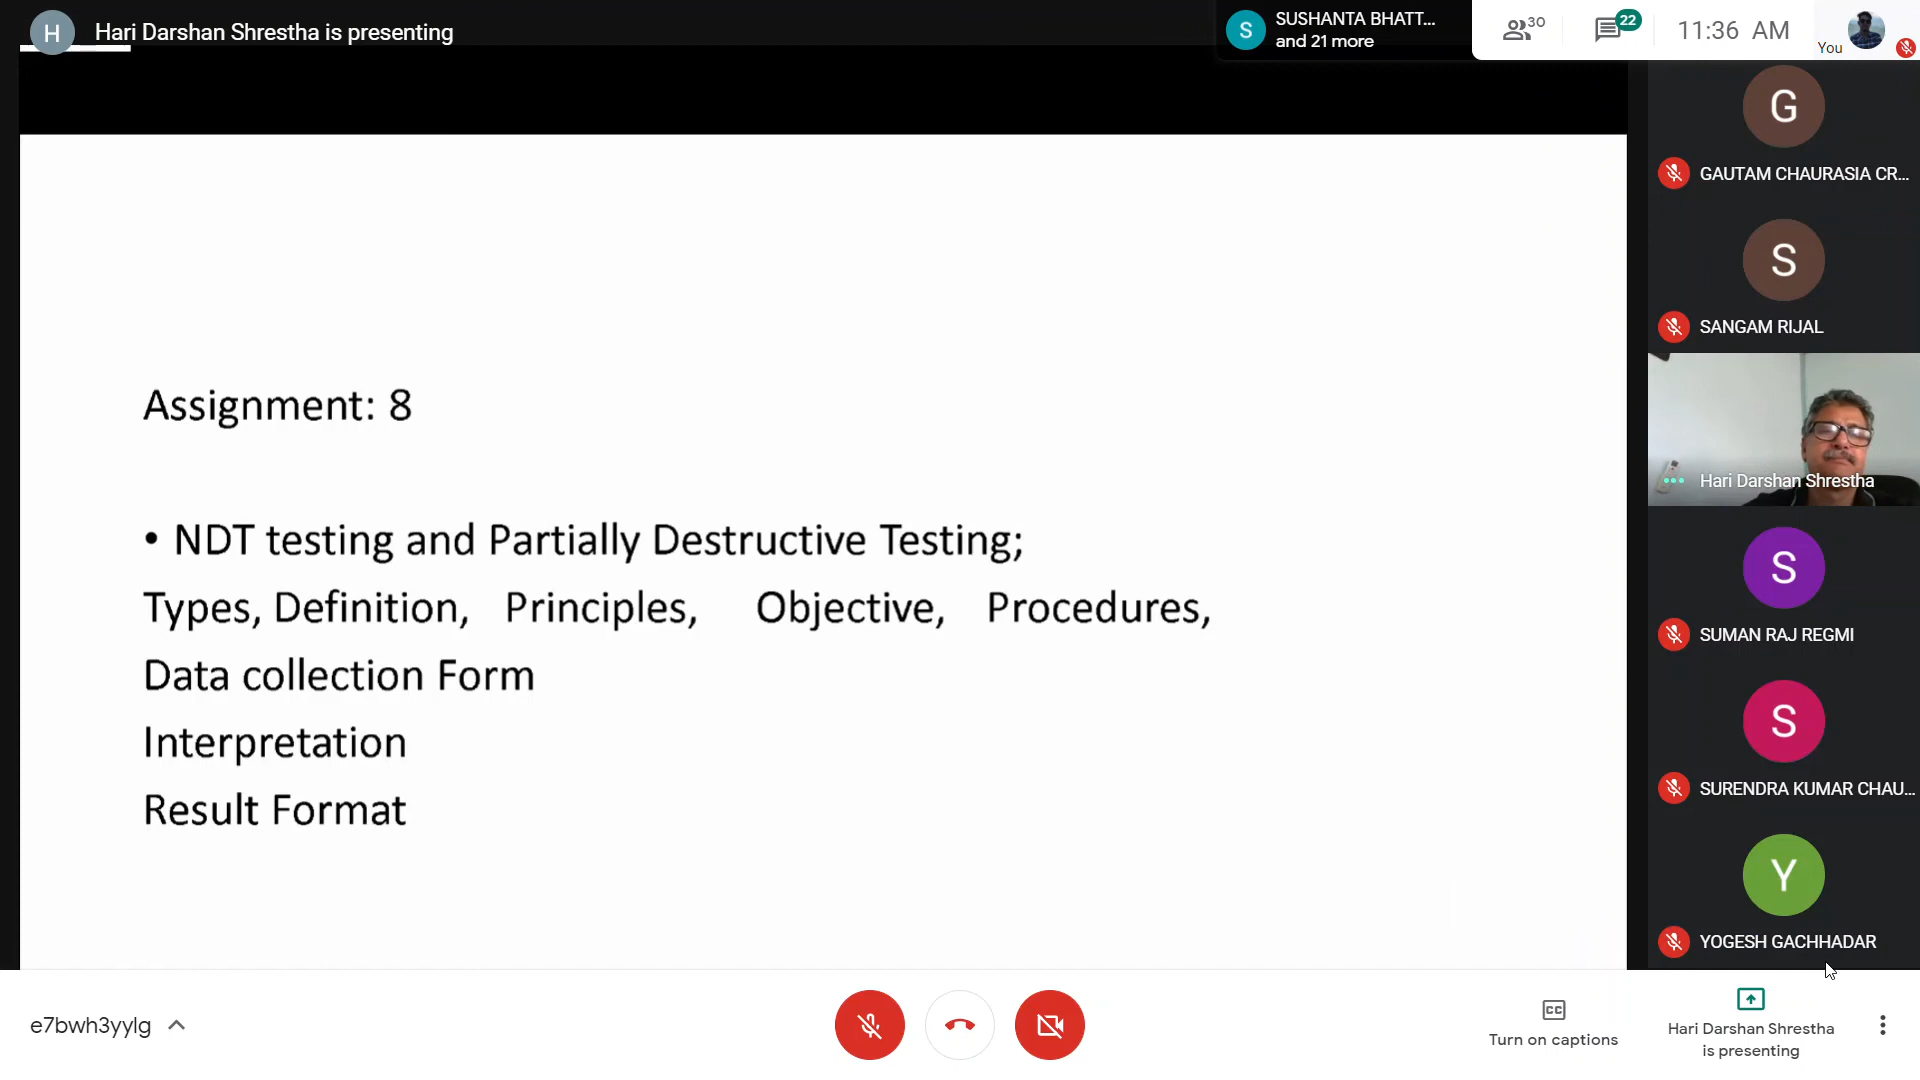 H
Hari Darshan Shrestha is presenting
S
SUSHANTA BHATT...
and 21 more
30
22
11:36 AM
You
G
GAUTAM CHAURASIA CR...
S
SANGAM RIJAL
Hari Darshan Shrestha
S
SUMAN RAJ REGMI
S
SURENDRA KUMAR CHAU...
Y
YOGESH GACHHADAR
Assignment: 8
• NDT testing and Partially Destructive Testing;
Types, Definition, Principles, Objective, Procedures,
Data collection Form
Interpretation
Result Format
e7bwh3yylg
CC
Turn on captions
Hari Darshan Shrestha
is presenting